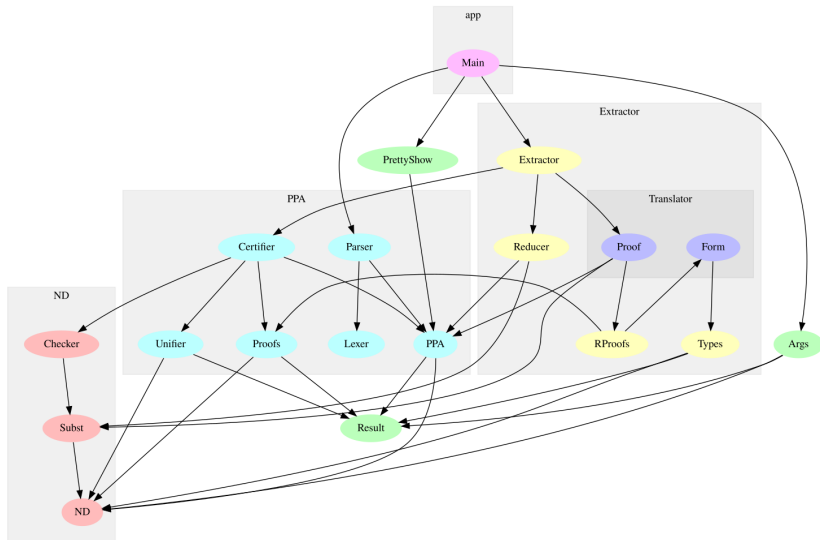 app
Main
Extractor
PrettyShow
Extractor
PPA
Translator
Certifier
Parser
Reducer
Proof
Form
ND
Checker
Unifier
Proofs
Lexer
PPA
RProofs
Types
Args
Subst
Result
ND